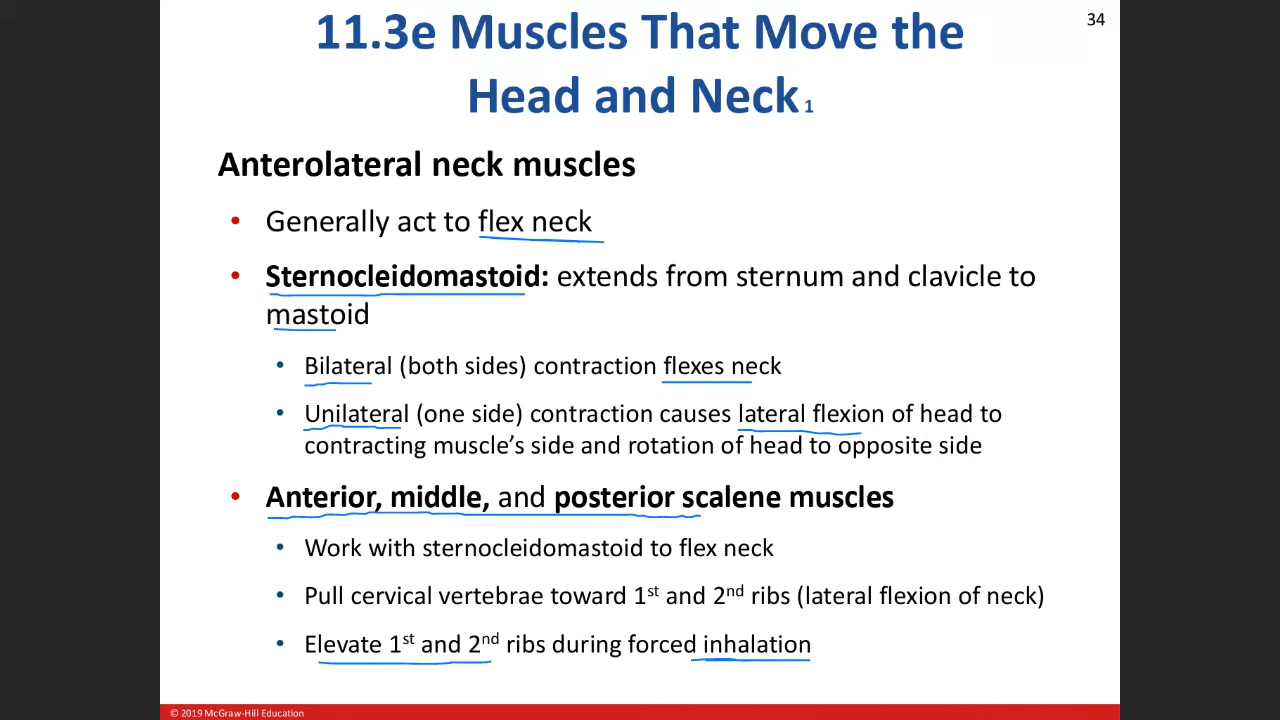 34
11.3e Muscles That Move the
Head and Neck 1
Anterolateral neck muscles
• Generally act to flex neck
• Sternocleidomastoid: extends from sternum and clavicle to
mastoid
• Bilateral (both sides) contraction flexes neck
• Unilateral (one side) contraction causes lateral flexion of head to
contracting muscle’s side and rotation of head to opposite side
• Anterior, middle, and posterior scalene muscles
• Work with sternocleidomastoid to flex neck
• Pull cervical vertebrae toward 1st and 2nd ribs (lateral flexion of neck)
• Elevate 1st and 2nd ribs during forced inhalation
© 2019 McGraw-Hill Education